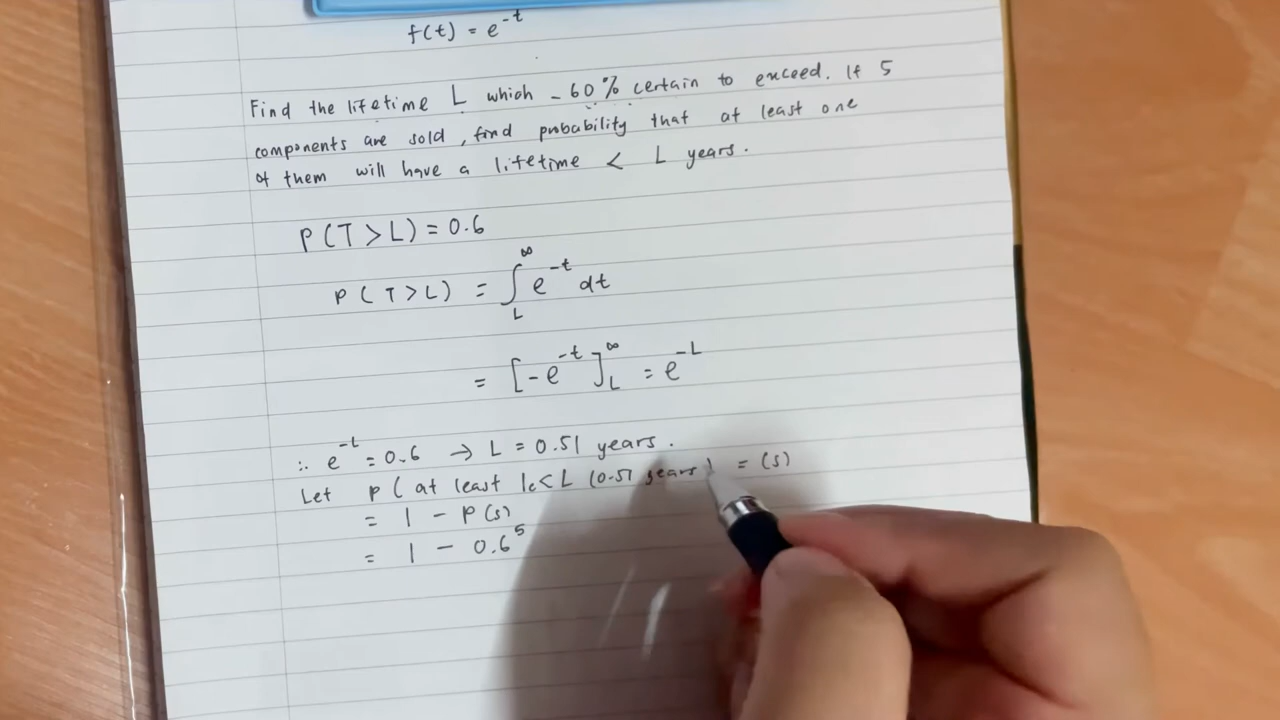 f(t) = e^-t
Find the lifetime L which - 60% certain to exceed. If 5
components are sold, find probability that at least one
of them will have a lifetime < L years.
P(T>L) = 0.6
P(T>L) = ∫_L^∞ e^-t dt
= [-e^-t]_L^∞ = e^-L
∴ e^-t = 0.6 → L = 0.51 years.
Let P( at least 1c<L (0.51 years) = (s)
= 1 - P(s)
= 1 - 0.6^5